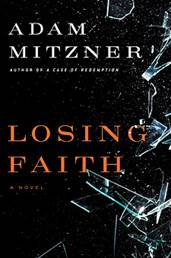 ADAM
MITZNER
AUTHOR OF A CASE OF REDEMPTION
LOSING
FAITH
A NOVEL